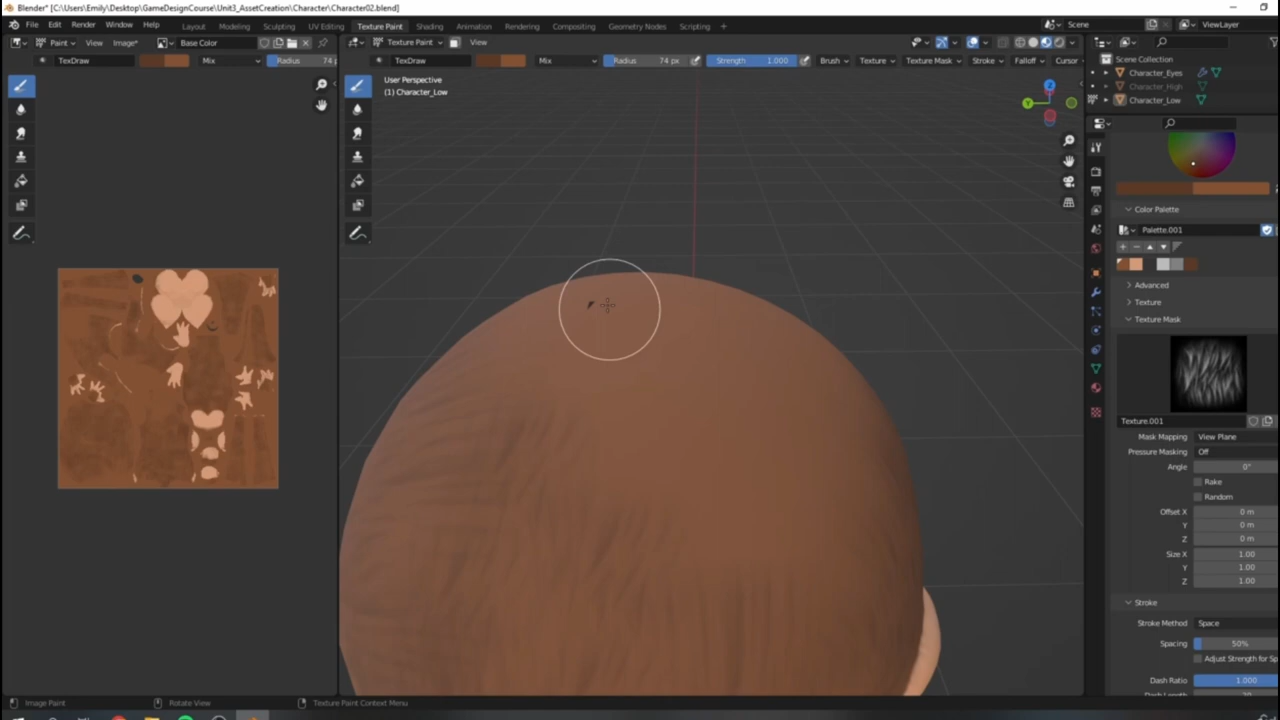 Blender* [C:\Users\Emily\Desktop\GameDesignCourse\Unit3_AssetCreation\Character\Character02.blend]
File Edit Render Window Help Layout Modeling Sculpting UV Editing Texture Paint Shading Animation Rendering Compositing Geometry Nodes Scripting + Scene ViewLayer
Paint View Image* Base Color Texture Paint View
TexDraw Mix Radius 74 p TexDraw Mix Radius 74 px Strength 1.000 Brush Texture Texture Mask Stroke Falloff Cursor
Scene Collection
Character_Eyes
Character_High
Character_Low
User Perspective
(1) Character_Low
Z
Y
Color Palette
Palette.001
Advanced
Texture
Texture Mask
Texture.001
Mask Mapping View Plane
Pressure Masking Off
Angle 0°
Rake
Random
Offset X 0 m
Y 0 m
Z 0 m
Size X 1.00
Y 1.00
Z 1.00
Stroke
Stroke Method Space
Spacing 50%
Adjust Strength for Sp
Dash Ratio 1.000
Dash Length 20
Image Paint Rotate View Texture Paint Context Menu